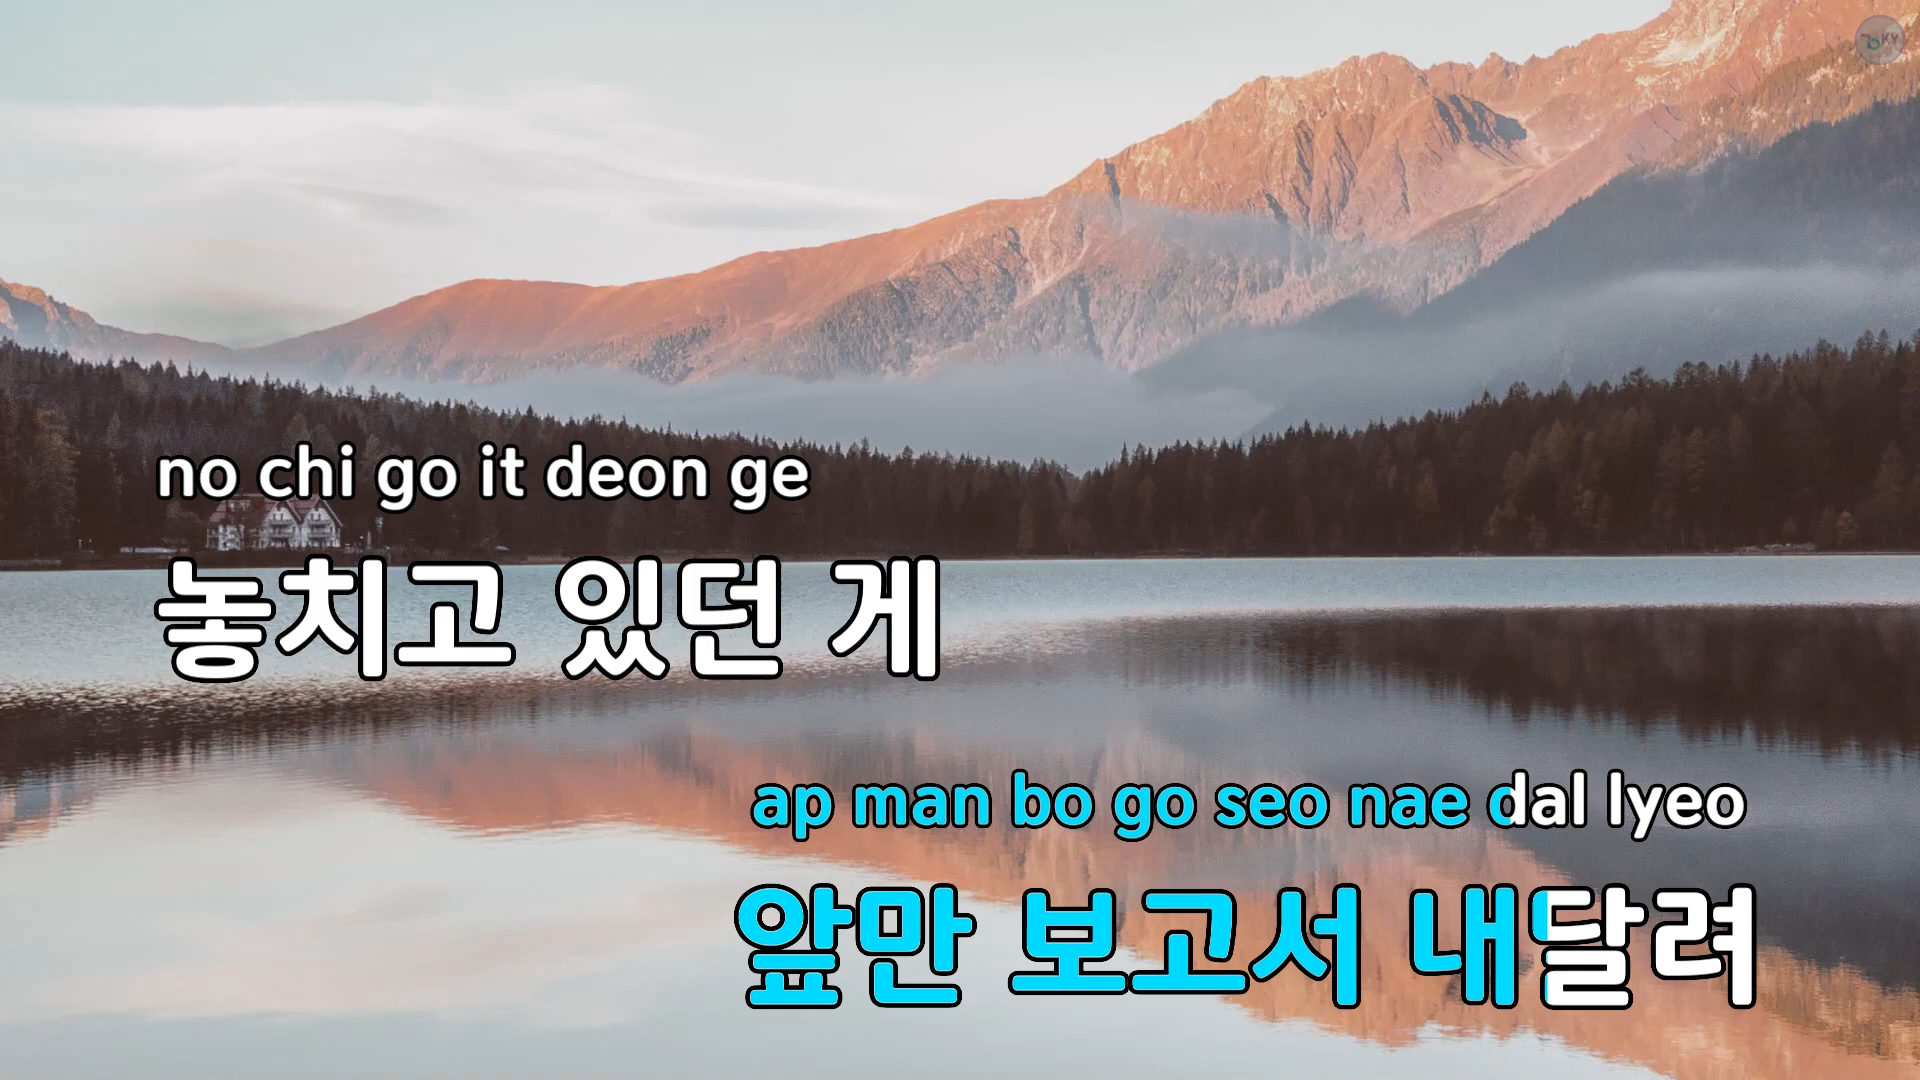 KY
no chi go it deon ge
놓치고 있던 게
ap man bo go seo nae dal lyeo
앞만 보고서 내달려